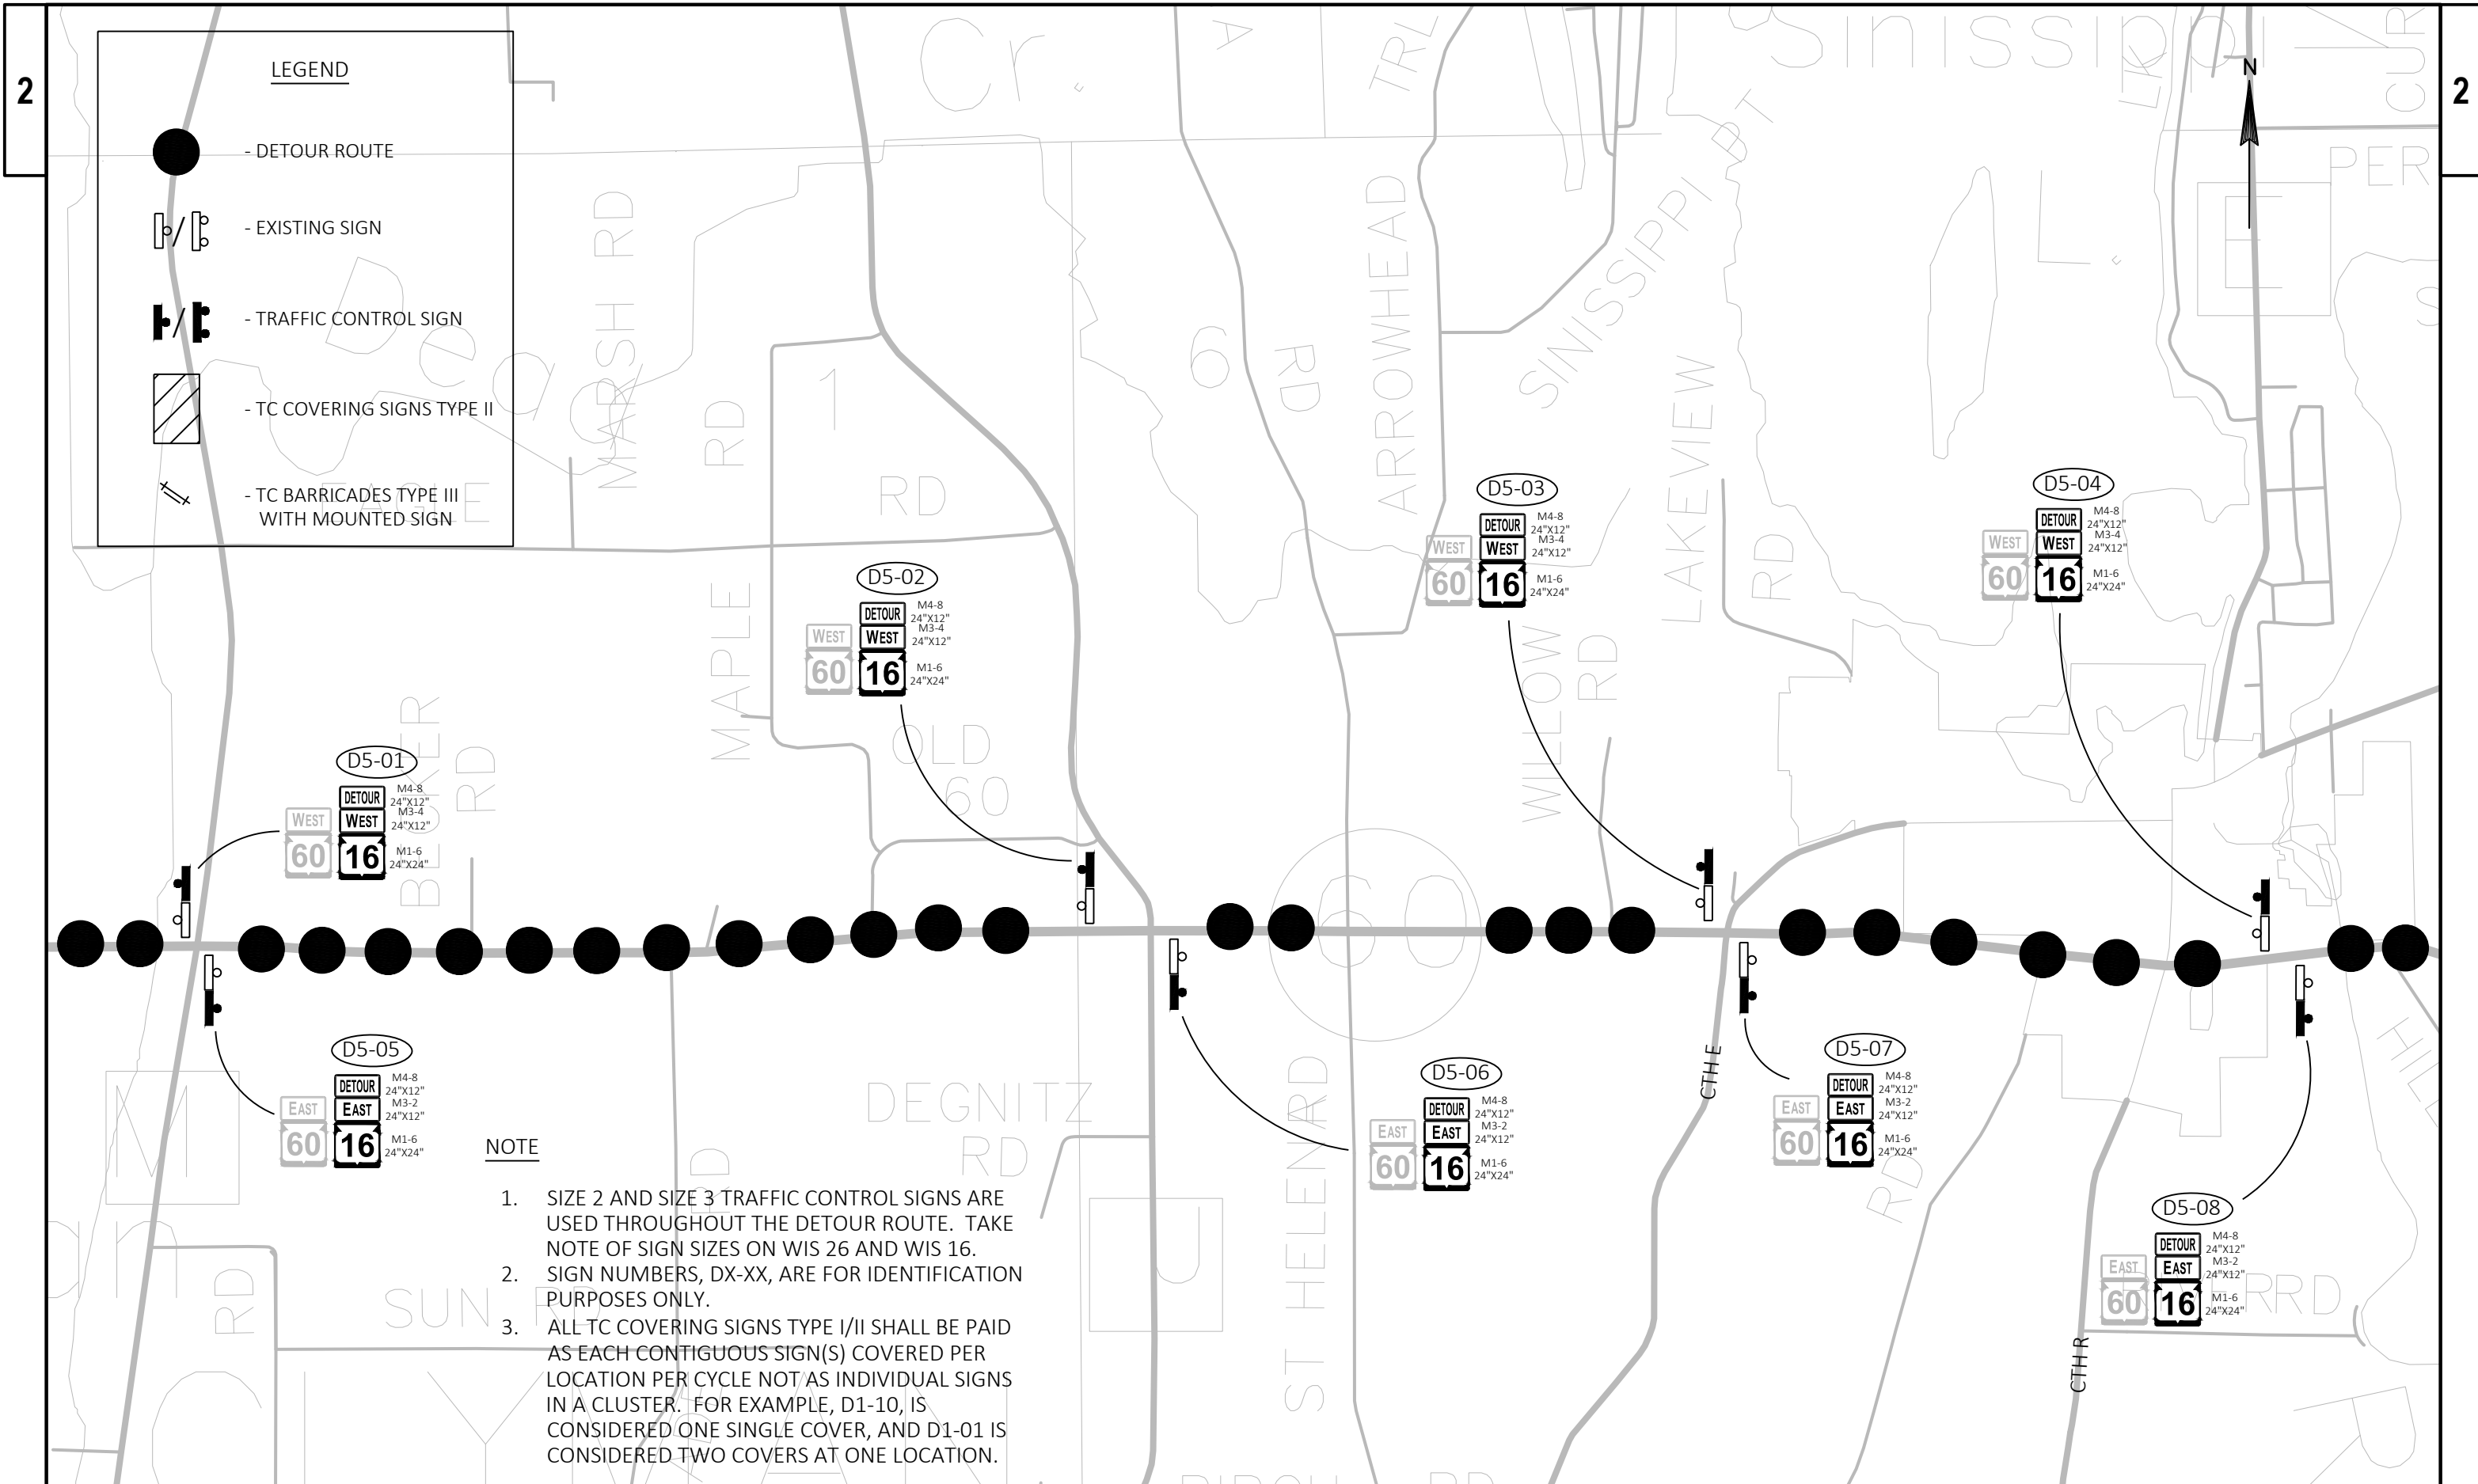 2
2
LEGEND
- DETOUR ROUTE
- EXISTING SIGN
- TRAFFIC CONTROL SIGN
- TC COVERING SIGNS TYPE II
- TC BARRICADES TYPE III
WITH MOUNTED SIGN
N
Sinissippi
Cr
TRL
CUR
PER
E
MARSH RD
RD
1
EAGLE
RD
6
RD
ARROWHEAD
SINISSIPPI PT
LAKEVIEW
RD
MAPLE
OLD
60
WILLOW
RD
RD
D5-01
WEST
60
DETOUR
WEST
16
M4-8
24"X12"
M3-4
24"X12"
M1-6
24"X24"
D5-02
WEST
60
DETOUR
WEST
16
M4-8
24"X12"
M3-4
24"X12"
M1-6
24"X24"
D5-03
WEST
60
DETOUR
WEST
16
M4-8
24"X12"
M3-4
24"X12"
M1-6
24"X24"
D5-04
WEST
60
DETOUR
WEST
16
M4-8
24"X12"
M3-4
24"X12"
M1-6
24"X24"
60
D5-05
EAST
60
DETOUR
EAST
16
M4-8
24"X12"
M3-2
24"X12"
M1-6
24"X24"
D5-06
EAST
60
DETOUR
EAST
16
M4-8
24"X12"
M3-2
24"X12"
M1-6
24"X24"
D5-07
EAST
60
DETOUR
EAST
16
M4-8
24"X12"
M3-2
24"X12"
M1-6
24"X24"
D5-08
EAST
60
DETOUR
EAST
16
M4-8
24"X12"
M3-2
24"X12"
M1-6
24"X24"
CTH E
CTH R
M
DEGNITZ
RD
J
ST HELENA RD
RD
RD
RD
SUN RD
RD
NOTE
1. SIZE 2 AND SIZE 3 TRAFFIC CONTROL SIGNS ARE
USED THROUGHOUT THE DETOUR ROUTE. TAKE
NOTE OF SIGN SIZES ON WIS 26 AND WIS 16.
2. SIGN NUMBERS, DX-XX, ARE FOR IDENTIFICATION
PURPOSES ONLY.
3. ALL TC COVERING SIGNS TYPE I/II SHALL BE PAID
AS EACH CONTIGUOUS SIGN(S) COVERED PER
LOCATION PER CYCLE NOT AS INDIVIDUAL SIGNS
IN A CLUSTER. FOR EXAMPLE, D1-10, IS
CONSIDERED ONE SINGLE COVER, AND D1-01 IS
CONSIDERED TWO COVERS AT ONE LOCATION.